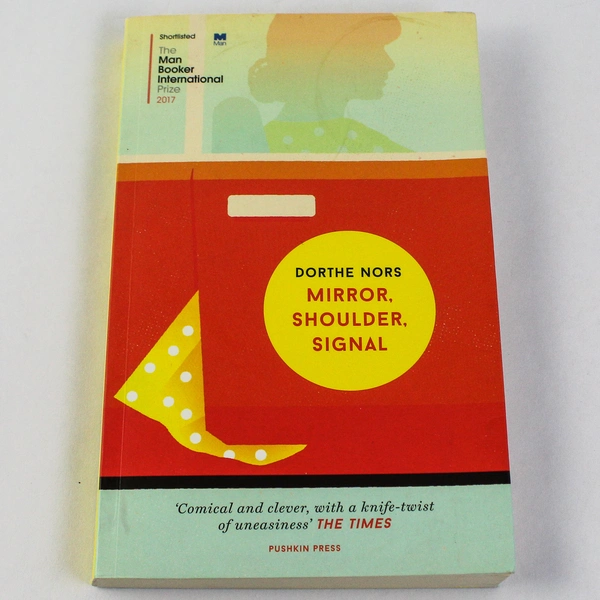 Shortlisted
Man
The
Man
Booker
International
Prize
2017
DORTHE NORS
MIRROR,
SHOULDER,
SIGNAL
‘Comical and clever, with a knife-twist
of uneasiness’ THE TIMES
PUSHKIN PRESS